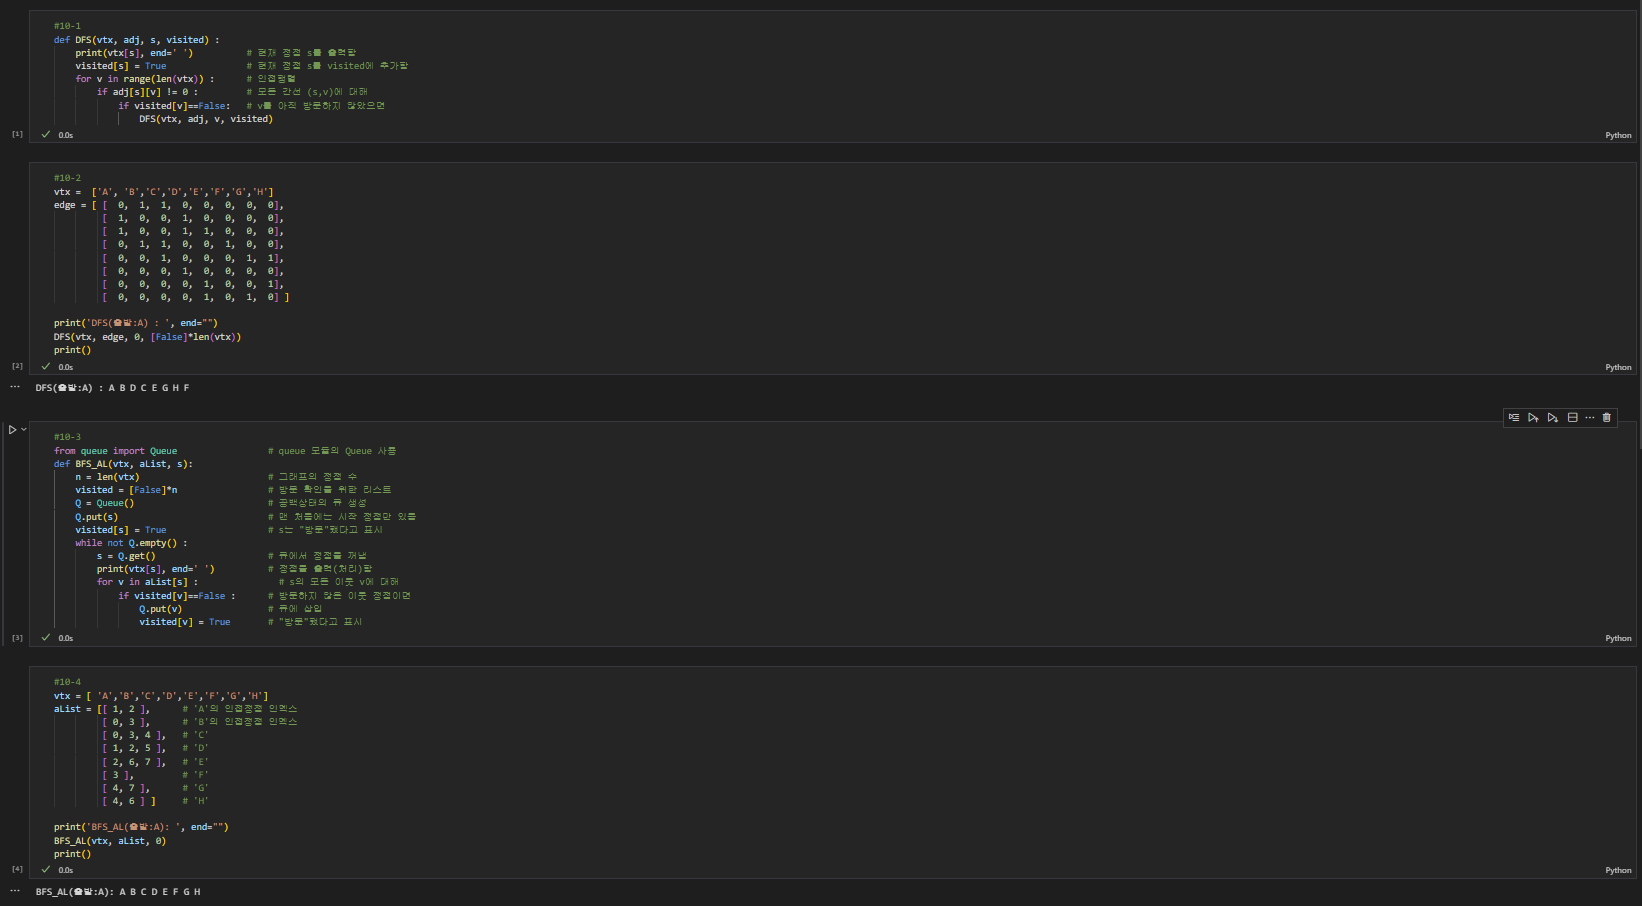 #10-1
def DFS(vtx, adj, s, visited) :
print(vtx[s], end=' ') # 현재 정점 s를 출력함
visited[s] = True # 현재 정점 s를 visited에 추가함
for v in range(len(vtx)) : # 인접행렬
if adj[s][v] != 0 : # 모든 간선 (s,v)에 대해
if visited[v]==False: # v를 아직 방문하지 않았으면
DFS(vtx, adj, v, visited)
[1] ✓ 0.0s Python
#10-2
vtx = ['A', 'B','C','D','E','F','G','H']
edge = [ [ 0, 1, 1, 0, 0, 0, 0, 0],
[ 1, 0, 0, 1, 0, 0, 0, 0],
[ 1, 0, 0, 1, 1, 0, 0, 0],
[ 0, 1, 1, 0, 0, 1, 0, 0],
[ 0, 0, 1, 0, 0, 0, 1, 1],
[ 0, 0, 0, 1, 0, 0, 0, 0],
[ 0, 0, 0, 0, 1, 0, 0, 1],
[ 0, 0, 0, 0, 1, 0, 1, 0] ]
print('DFS(출발:A) : ', end="")
DFS(vtx, edge, 0, [False]*len(vtx))
print()
[2] ✓ 0.0s Python
DFS(출발:A) : A B D C E G H F
#10-3
from queue import Queue # queue 모듈의 Queue 사용
def BFS_AL(vtx, aList, s):
n = len(vtx) # 그래프의 정점 수
visited = [False]*n # 방문 확인을 위한 리스트
Q = Queue() # 공백상태의 큐 생성
Q.put(s) # 맨 처음에는 시작 정점만 있음
visited[s] = True # s는 "방문"했다고 표시
while not Q.empty() :
s = Q.get() # 큐에서 정점을 꺼냄
print(vtx[s], end=' ') # 정점을 출력(처리)함
for v in aList[s] : # s의 모든 이웃 v에 대해
if visited[v]==False : # 방문하지 않은 이웃 정점이면
Q.put(v) # 큐에 삽입
visited[v] = True # "방문"했다고 표시
[3] ✓ 0.0s Python
#10-4
vtx = [ 'A','B','C','D','E','F','G','H']
aList = [[ 1, 2 ], # 'A'의 인접정점 인덱스
[ 0, 3 ], # 'B'의 인접정점 인덱스
[ 0, 3, 4 ], # 'C'
[ 1, 2, 5 ], # 'D'
[ 2, 6, 7 ], # 'E'
[ 3 ], # 'F'
[ 4, 7 ], # 'G'
[ 4, 6 ] ] # 'H'
print('BFS_AL(출발:A): ', end="")
BFS_AL(vtx, aList, 0)
print()
[4] ✓ 0.0s Python
BFS_AL(출발:A): A B C D E F G H